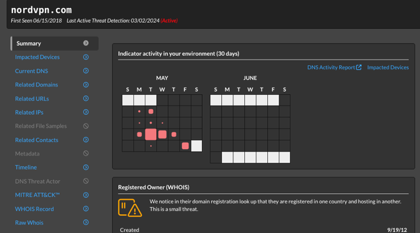 nordvpn.com
First Seen 06/15/2018 Last Active Threat Detection: 03/02/2024 (Active)
Summary
Impacted Devices
Current DNS
Related Domains
Related URLs
Related IPs
Related File Samples
Related Contacts
Metadata
Timeline
DNS Threat Actor
MITRE ATT&CK™
WHOIS Record
Raw Whois
Indicator activity in your environment (30 days)
DNS Activity Report Impacted Devices
MAY JUNE
S M T W T F S S M T W T F S
Registered Owner (WHOIS)
We notice in their domain registration look up that they are registered in one country and hosting in another.
This is a small threat.
Created 9/19/12